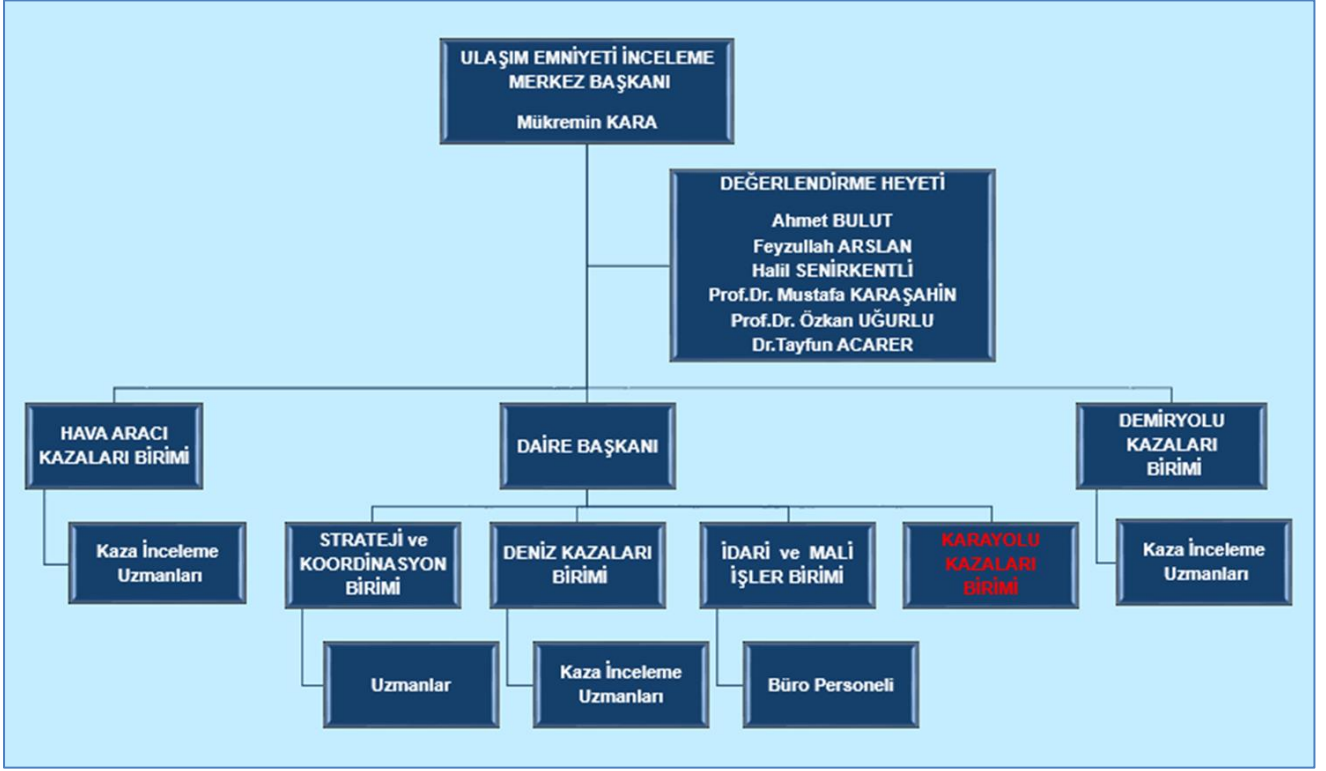 ULAŞIM EMNİYETİ İNCELEME
MERKEZ BAŞKANI
Mükremin KARA
DEĞERLENDİRME HEYETİ
Ahmet BULUT
Feyzullah ARSLAN
Halil SENİRKENTLİ
Prof.Dr. Mustafa KARAŞAHİN
Prof.Dr. Özkan UĞURLU
Dr.Tayfun ACARER
HAVA ARACI
KAZALARI BİRİMİ
DAİRE BAŞKANI
DEMİRYOLU
KAZALARI
BİRİMİ
Kaza İnceleme
Uzmanları
STRATEJİ ve
KOORDİNASYON
BİRİMİ
DENİZ KAZALARI
BİRİMİ
İDARİ ve MALİ
İŞLER BİRİMİ
KARAYOLU
KAZALARI
BİRİMİ
Kaza İnceleme
Uzmanları
Uzmanlar
Kaza İnceleme
Uzmanları
Büro Personeli